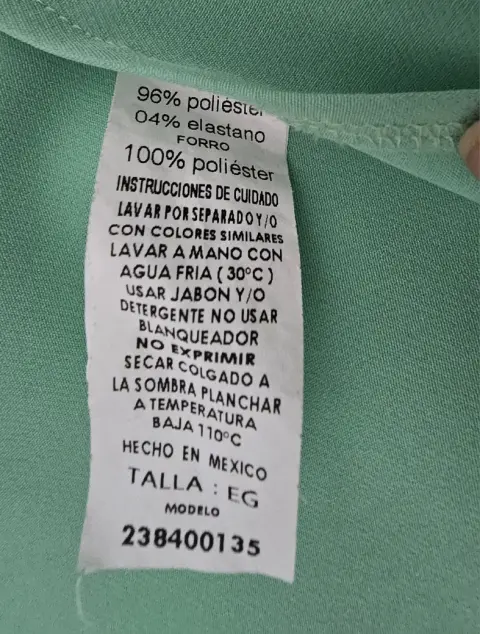 96% poliéster
04% elastano
FORRO
100% poliéster
INSTRUCCIONES DE CUIDADO
LAVAR POR SEPARADO Y/O
CON COLORES SIMILARES
LAVAR A MANO CON
AGUA FRIA ( 30°C )
USAR JABON Y/O
DETERGENTE NO USAR
BLANQUEADOR
NO EXPRIMIR
SECAR COLGADO A
LA SOMBRA PLANCHAR
A TEMPERATURA
BAJA 110°C
HECHO EN MEXICO
TALLA : EG
MODELO
238400135